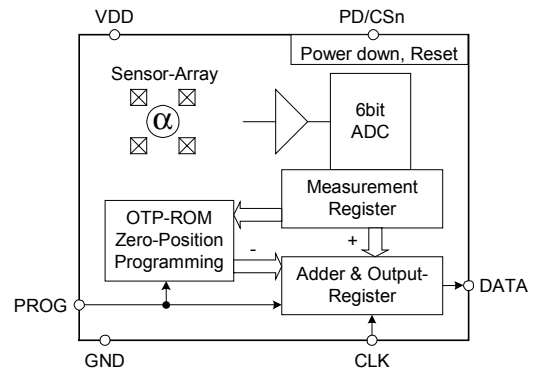 VDD
PD/CSn
Power down, Reset
Sensor-Array
α
6bit
ADC
Measurement
Register
OTP-ROM
Zero-Position
Programming
-
+
Adder & Output-
Register
DATA
PROG
GND
CLK